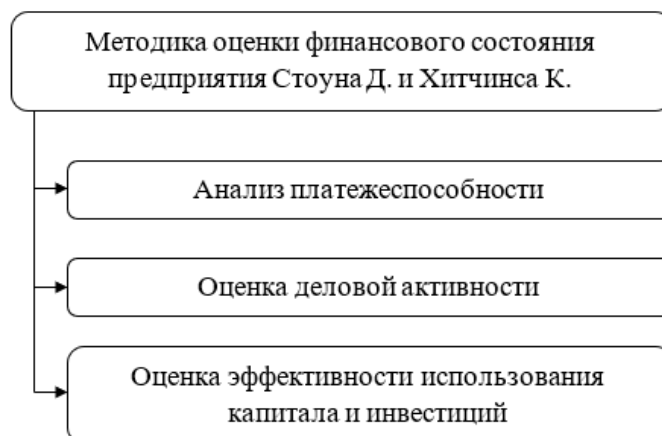 Методика оценки финансового состояния
предприятия Стоуна Д. и Хитчинса К.
Анализ платежеспособности
Оценка деловой активности
Оценка эффективности использования
капитала и инвестиций